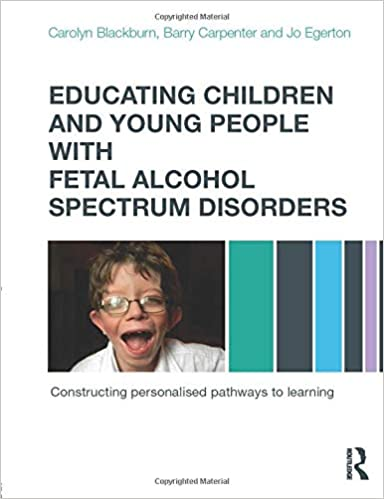 Copyrighted Material
Carolyn Blackburn, Barry Carpenter and Jo Egerton
EDUCATING CHILDREN
AND YOUNG PEOPLE
WITH
FETAL ALCOHOL
SPECTRUM DISORDERS
Constructing personalised pathways to learning
ROUTLEDGE
Copyrighted Material